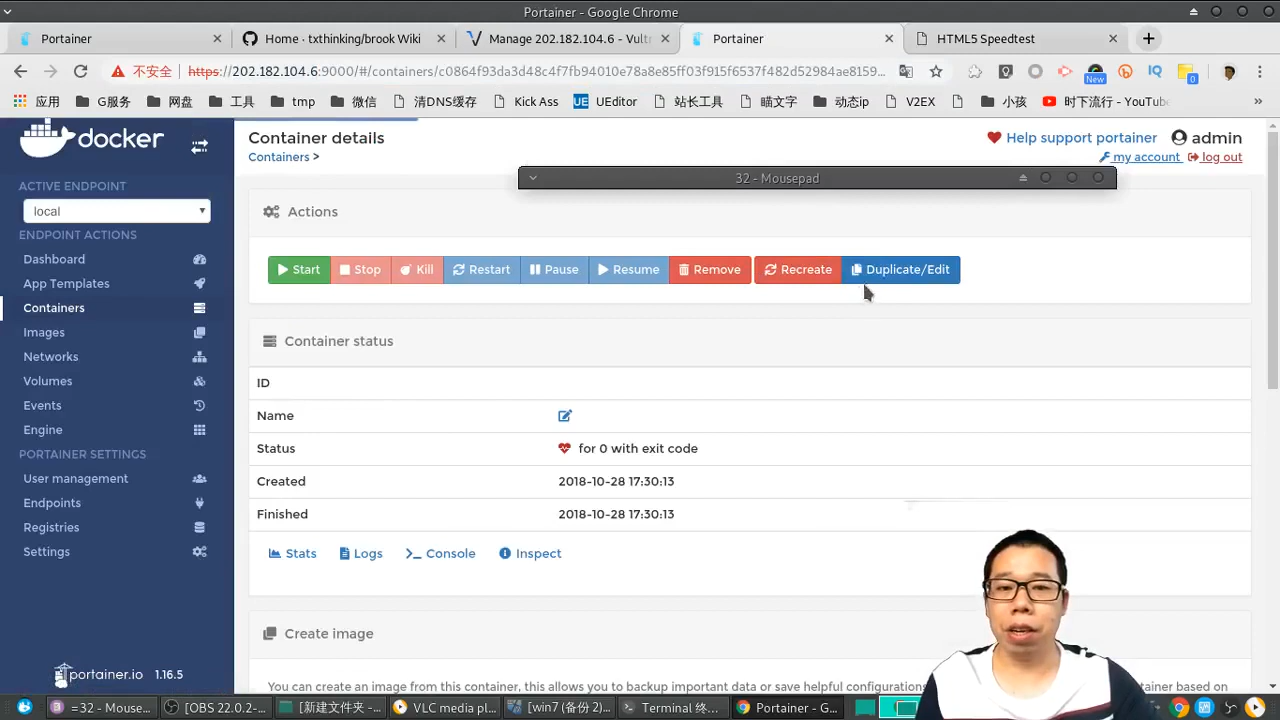 Portainer - Google Chrome
Portainer
Home · txthinking/brook Wiki
Manage 202.182.104.6 - Vultr
Portainer
HTML5 Speedtest
不安全
https://202.182.104.6:9000/#/containers/c0864f93da3d48c4f7fb94010e78a8e85ff03f915f6537f482d52984ae8159...
New
0
应用
G服务
网盘
工具
tmp
微信
清DNS缓存
Kick Ass
UE UEditor
站长工具
瞄文字
动态ip
V2EX
小孩
时下流行 - YouTube
»
docker
Container details
Containers >
Help support portainer
admin
my account
log out
32 - Mousepad
ACTIVE ENDPOINT
local
ENDPOINT ACTIONS
Dashboard
App Templates
Containers
Images
Networks
Volumes
Events
Engine
PORTAINER SETTINGS
User management
Endpoints
Registries
Settings
portainer.io 1.16.5
Actions
Start
Stop
Kill
Restart
Pause
Resume
Remove
Recreate
Duplicate/Edit
Container status
ID
Name
Status for 0 with exit code
Created 2018-10-28 17:30:13
Finished 2018-10-28 17:30:13
Stats
Logs
Console
Inspect
Create image
You can create an image from this container, this allows you to backup important data or save helpful configurations
tainer based on
=32 - Mouse...
[OBS 22.0.2-...
[新建文件夹 -...
VLC media pl...
[win7 (备份 2)...
Terminal 终...
Portainer - G...